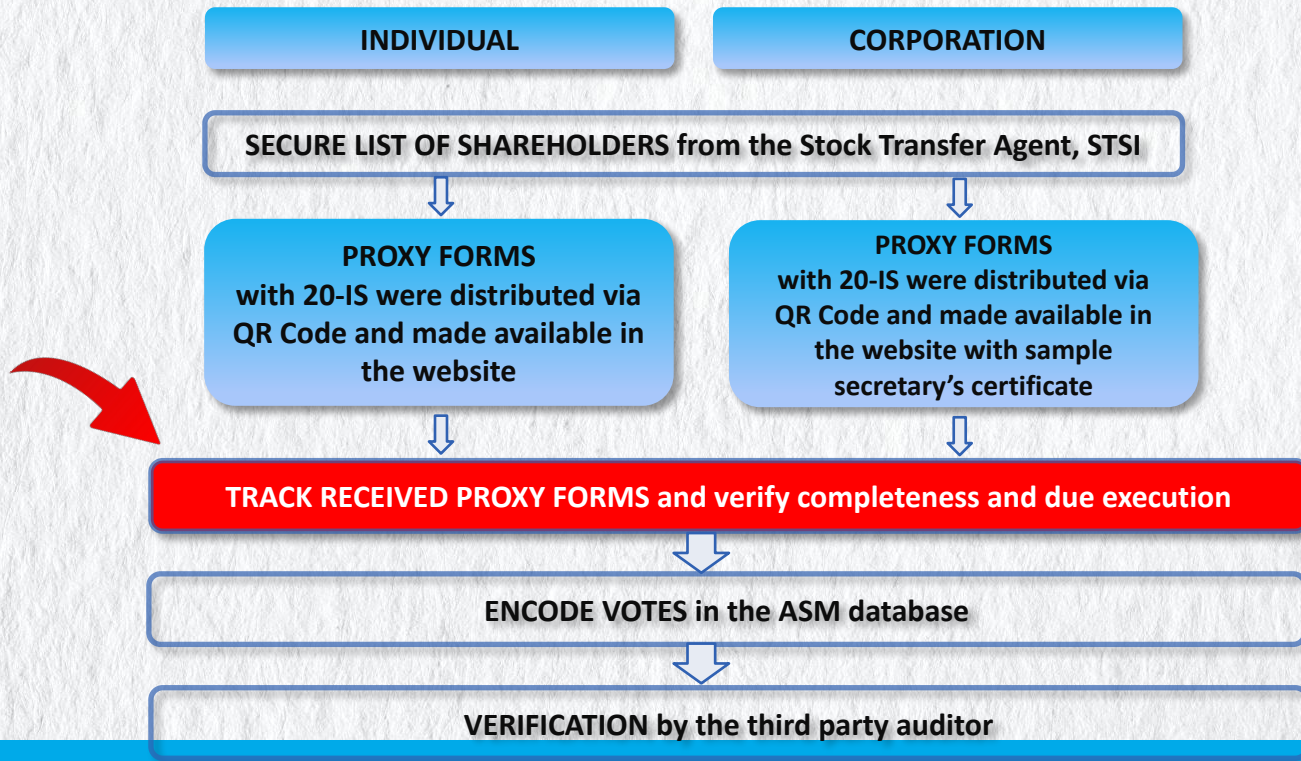 INDIVIDUAL
CORPORATION
SECURE LIST OF SHAREHOLDERS from the Stock Transfer Agent, STSI
PROXY FORMS
with 20-IS were distributed via
QR Code and made available in
the website
PROXY FORMS
with 20-IS were distributed via
QR Code and made available in
the website with sample
secretary’s certificate
TRACK RECEIVED PROXY FORMS and verify completeness and due execution
ENCODE VOTES in the ASM database
VERIFICATION by the third party auditor